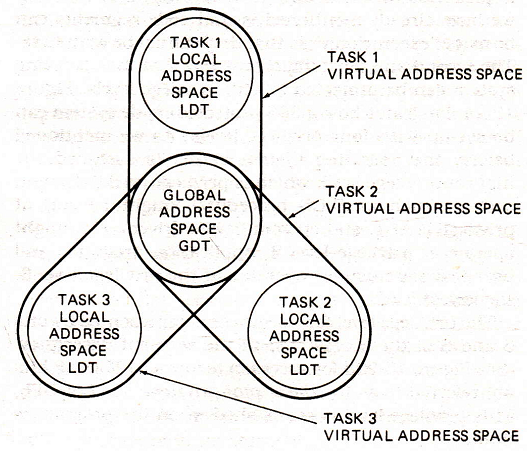 TASK 1
LOCAL
ADDRESS
SPACE
LDT
TASK 1
VIRTUAL ADDRESS SPACE
GLOBAL
ADDRESS
SPACE
GDT
TASK 2
VIRTUAL ADDRESS SPACE
TASK 3
LOCAL
ADDRESS
SPACE
LDT
TASK 2
LOCAL
ADDRESS
SPACE
LDT
TASK 3
VIRTUAL ADDRESS SPACE